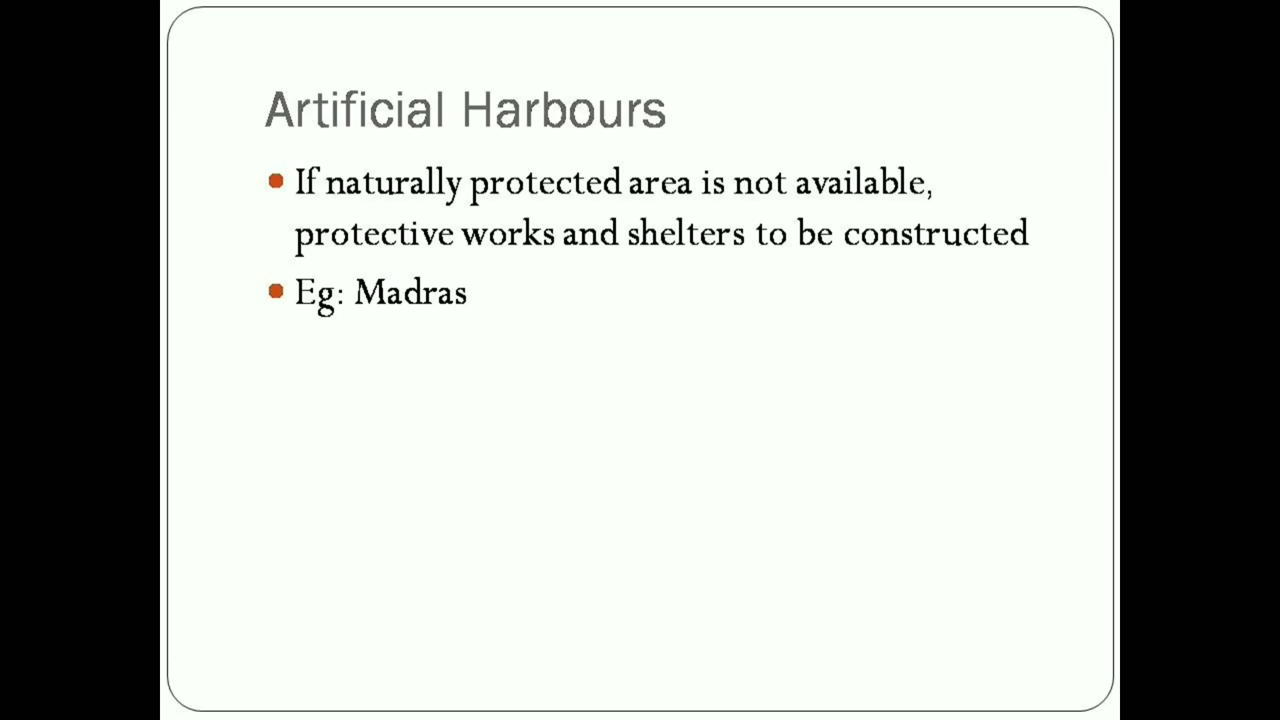 Artificial Harbours
• If naturally protected area is not available,
protective works and shelters to be constructed
• Eg: Madras